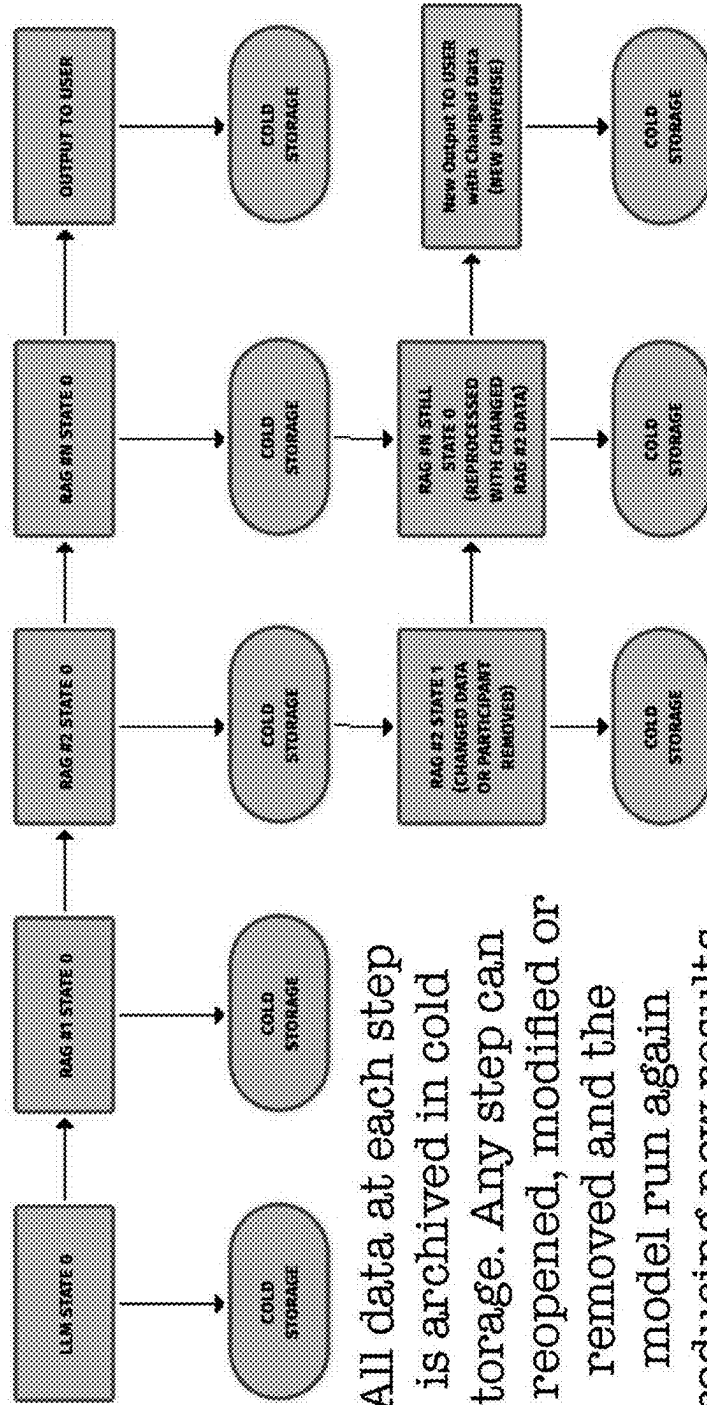 LLM STATE 0
RAG #1 STATE 0
RAG #2 STATE 0
RAG #N STATE 0
OUTPUT TO USER
COLD
STORAGE
COLD
STORAGE
COLD
STORAGE
COLD
STORAGE
COLD
STORAGE
RAG #2 STATE 1
(CHANGED DATA
OR PARTICIPANT
REMOVED)
RAG #N STILL
STATE 0
(REPROCESSED
WITH CHANGED
RAG #2 DATA)
New Output TO USER
with Changed Data
(NEW UNIVERSE)
COLD
STORAGE
COLD
STORAGE
COLD
STORAGE
All data at each step
is archived in cold
torage. Any step can
reopened, modified or
removed and the
model run again
new results